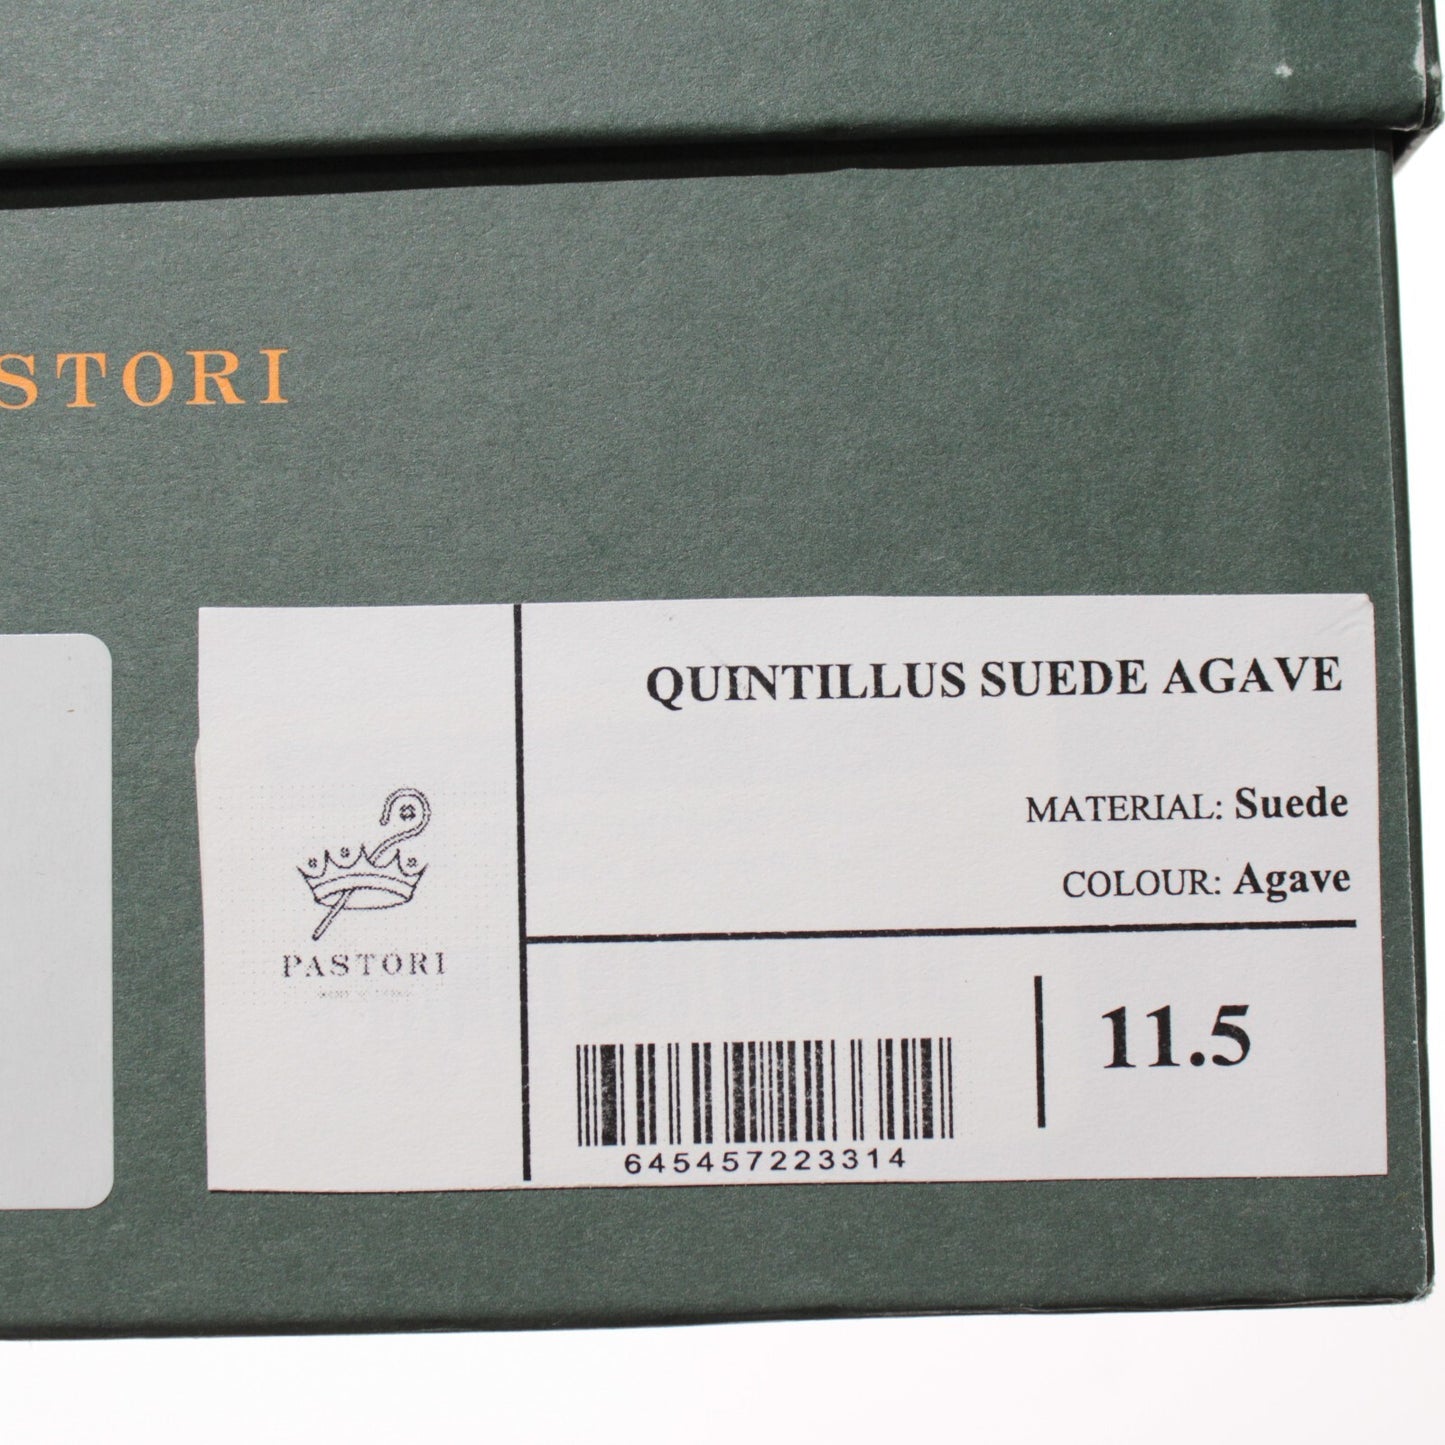 STORI
QUINTILLUS SUEDE AGAVE
MATERIAL: Suede
COLOUR: Agave
PASTORI
11.5
645457223314